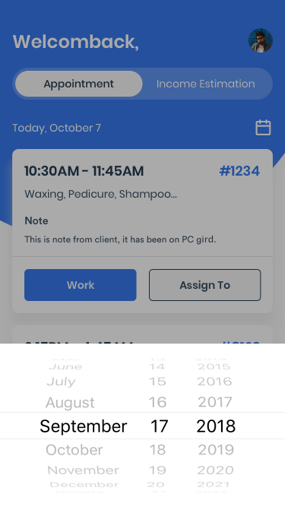 Welcomback,
Appointment Income Estimation
Today, October 7
10:30AM - 11:45AM #1234
Waxing, Pedicure, Shampoo...
Note
This is note from client, it has been on PC gird.
Work Assign To
June 14 2015
July 15 2016
August 16 2017
September 17 2018
October 18 2019
November 19 2020
December 20 2021